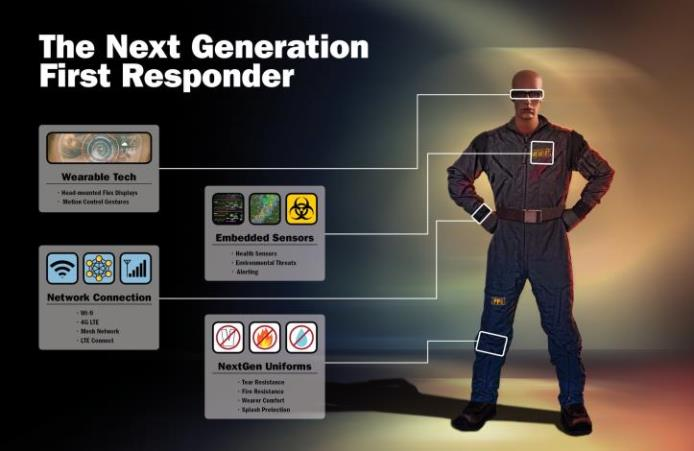 The Next Generation
First Responder
Wearable Tech
· Head-mounted Flex Displays
· Motion Control Gestures
Embedded Sensors
· Health Sensors
· Environmental Threats
· Alerting
Network Connection
· Wi-fi
· 4G LTE
· Mesh Network
· LTE Connect
NextGen Uniforms
· Tear Resistance
· Fire Resistance
· Wearer Comfort
· Splash Protection